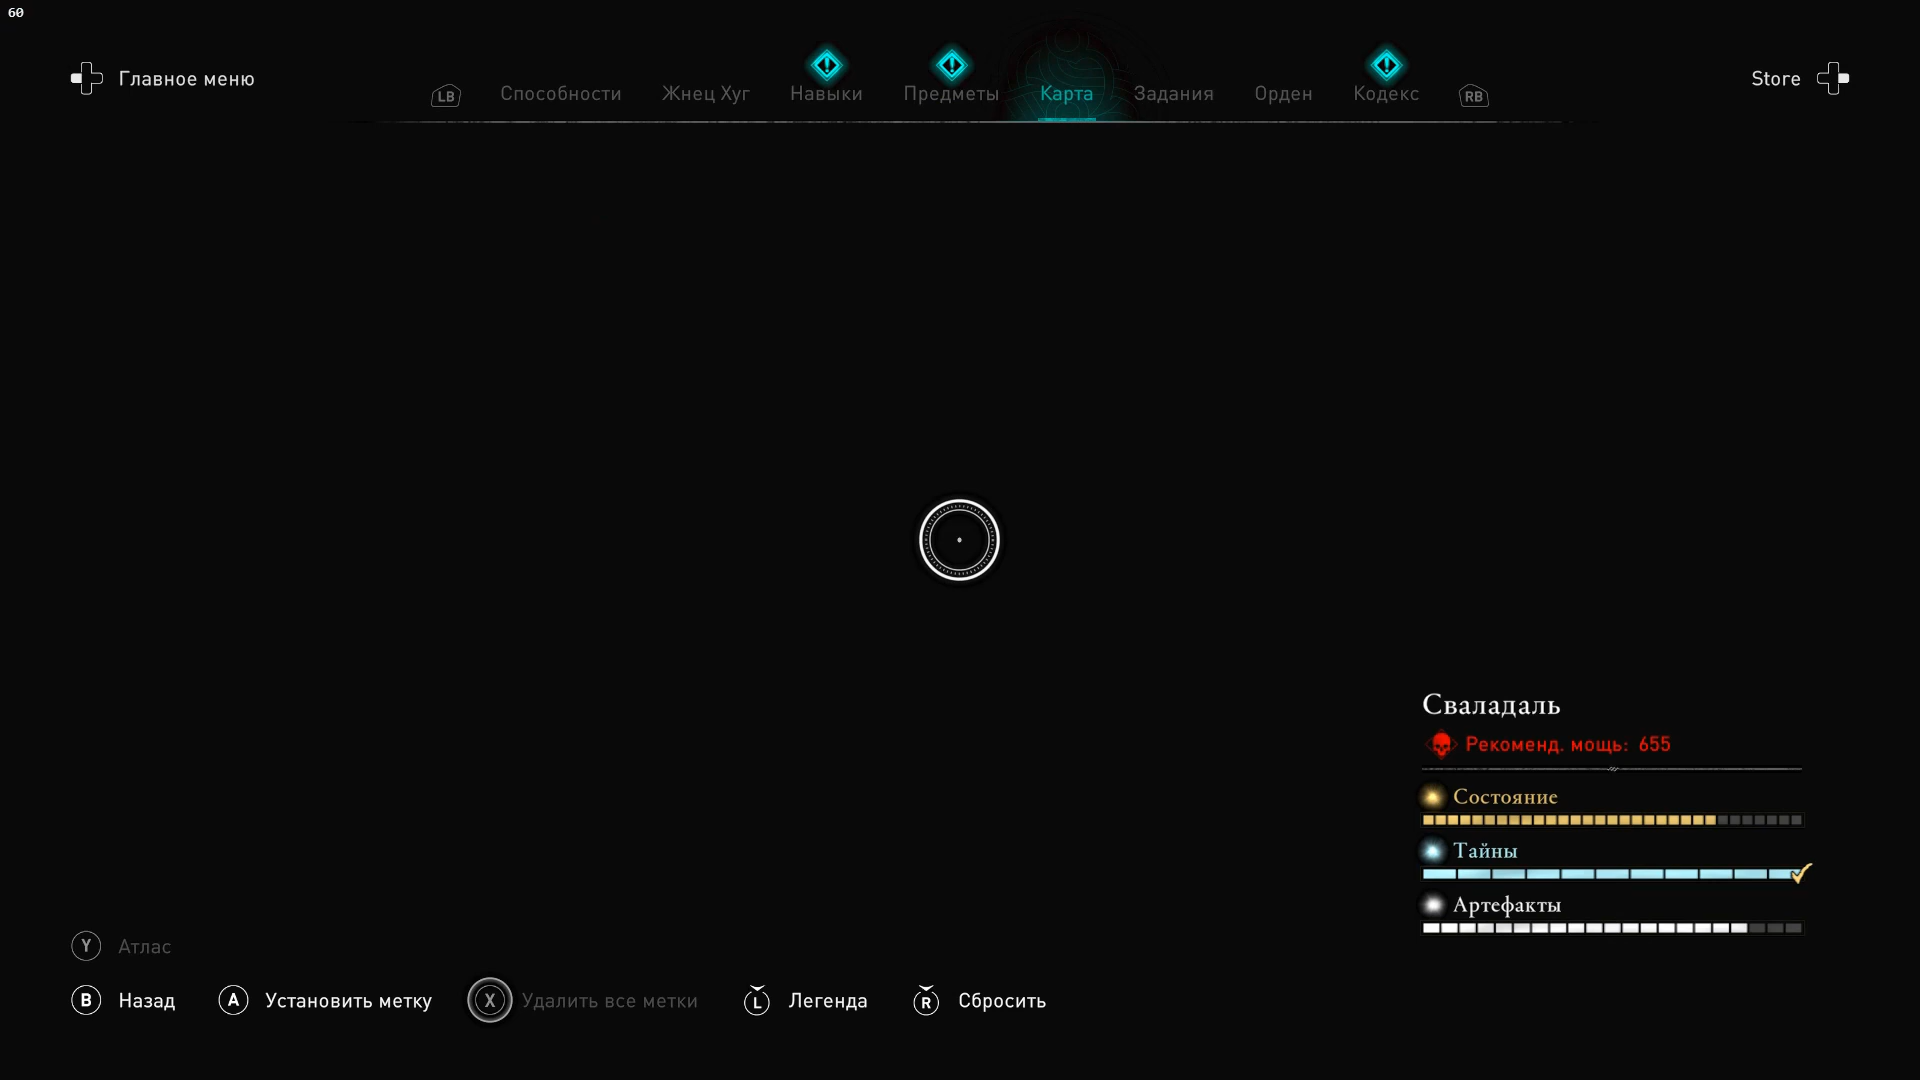 60
Главное меню
LB
Способности
Жнец Хуг
Навыки
Предметы
Карта
Задания
Орден
Кодекс
RB
Store
Сваладаль
Рекоменд. мощь: 655
Состояние
Тайны
Артефакты
Y Атлас
B Назад
A Установить метку
X Удалить все метки
L Легенда
R Сбросить